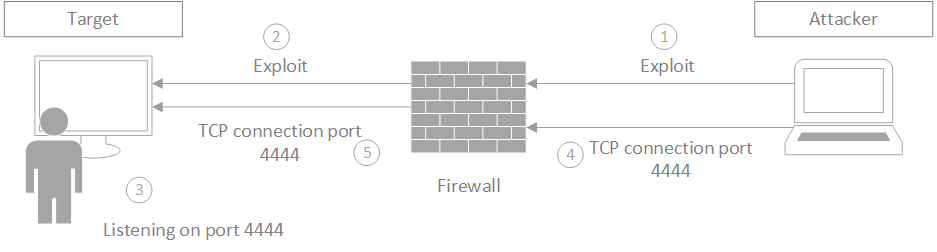 Target
Attacker
2
1
Exploit
Exploit
TCP connection port
4444
5
4
TCP connection port
4444
Firewall
3
Listening on port 4444